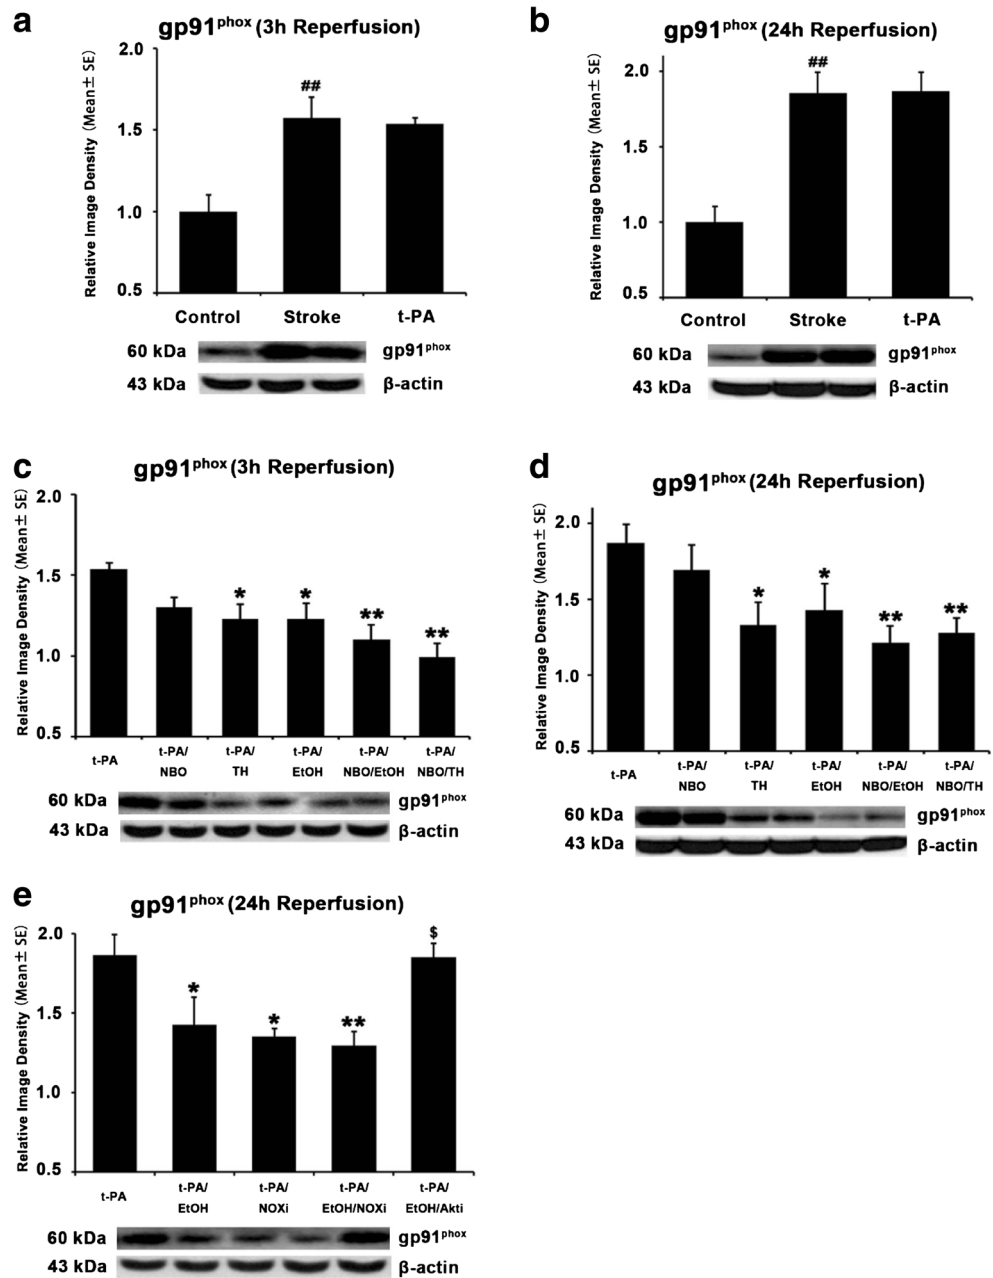 a
gp91phox (3h Reperfusion)
Relative Image Density (Mean± SE)
2.0
1.5
1.0
0.5
##
Control Stroke t-PA
60 kDa gp91phox
43 kDa β-actin
b
gp91phox (24h Reperfusion)
Relative Image Density (Mean± SE)
2.0
1.5
1.0
0.5
##
Control Stroke t-PA
60 kDa gp91phox
43 kDa β-actin
c
gp91phox (3h Reperfusion)
Relative Image Density (Mean± SE)
2.0
1.5
1.0
0.5
* * ** **
t-PA t-PA/ t-PA/ t-PA/ t-PA/ t-PA/
NBO TH EtOH NBO/EtOH NBO/TH
60 kDa gp91phox
43 kDa β-actin
d
gp91phox (24h Reperfusion)
Relative Image Density (Mean± SE)
2.0
1.5
1.0
0.5
* * ** **
t-PA t-PA/ t-PA/ t-PA/ t-PA/ t-PA/
NBO TH EtOH NBO/EtOH NBO/TH
60 kDa gp91phox
43 kDa β-actin
e
gp91phox (24h Reperfusion)
Relative Image Density (Mean± SE)
2.0
1.5
1.0
0.5
* * ** $
t-PA t-PA/ t-PA/ t-PA/ t-PA/
EtOH NOXi EtOH/NOXi EtOH/Akti
60 kDa gp91phox
43 kDa β-actin